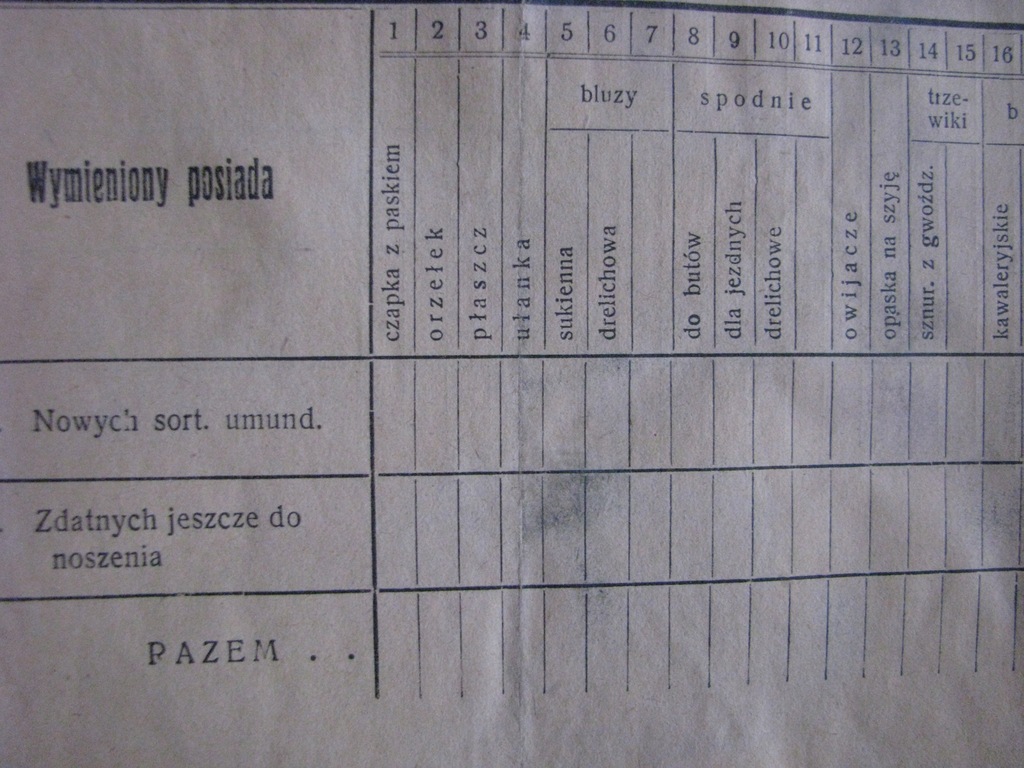 1 2 3 4 5 6 7 8 9 10 11 12 13 14 15 16
bluzy
spodnie
trze-
wiki
b
Wymieniony posiada
czapka z paskiem
orzełek
płaszcz
ułanka
sukienna
drelichowa
do butów
dla jezdnych
drelichowe
owijacze
opaska na szyję
sznur. z gwoźdz.
kawaleryjskie
Nowych sort. umund.
Zdatnych jeszcze do
noszenia
RAZEM . .